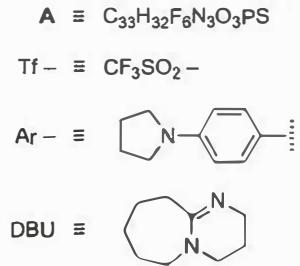 A ≡ C₃₃H₃₂F₆N₃O₃PS
Tf – ≡ CF₃SO₂ –
Ar – ≡ N
DBU ≡ N N